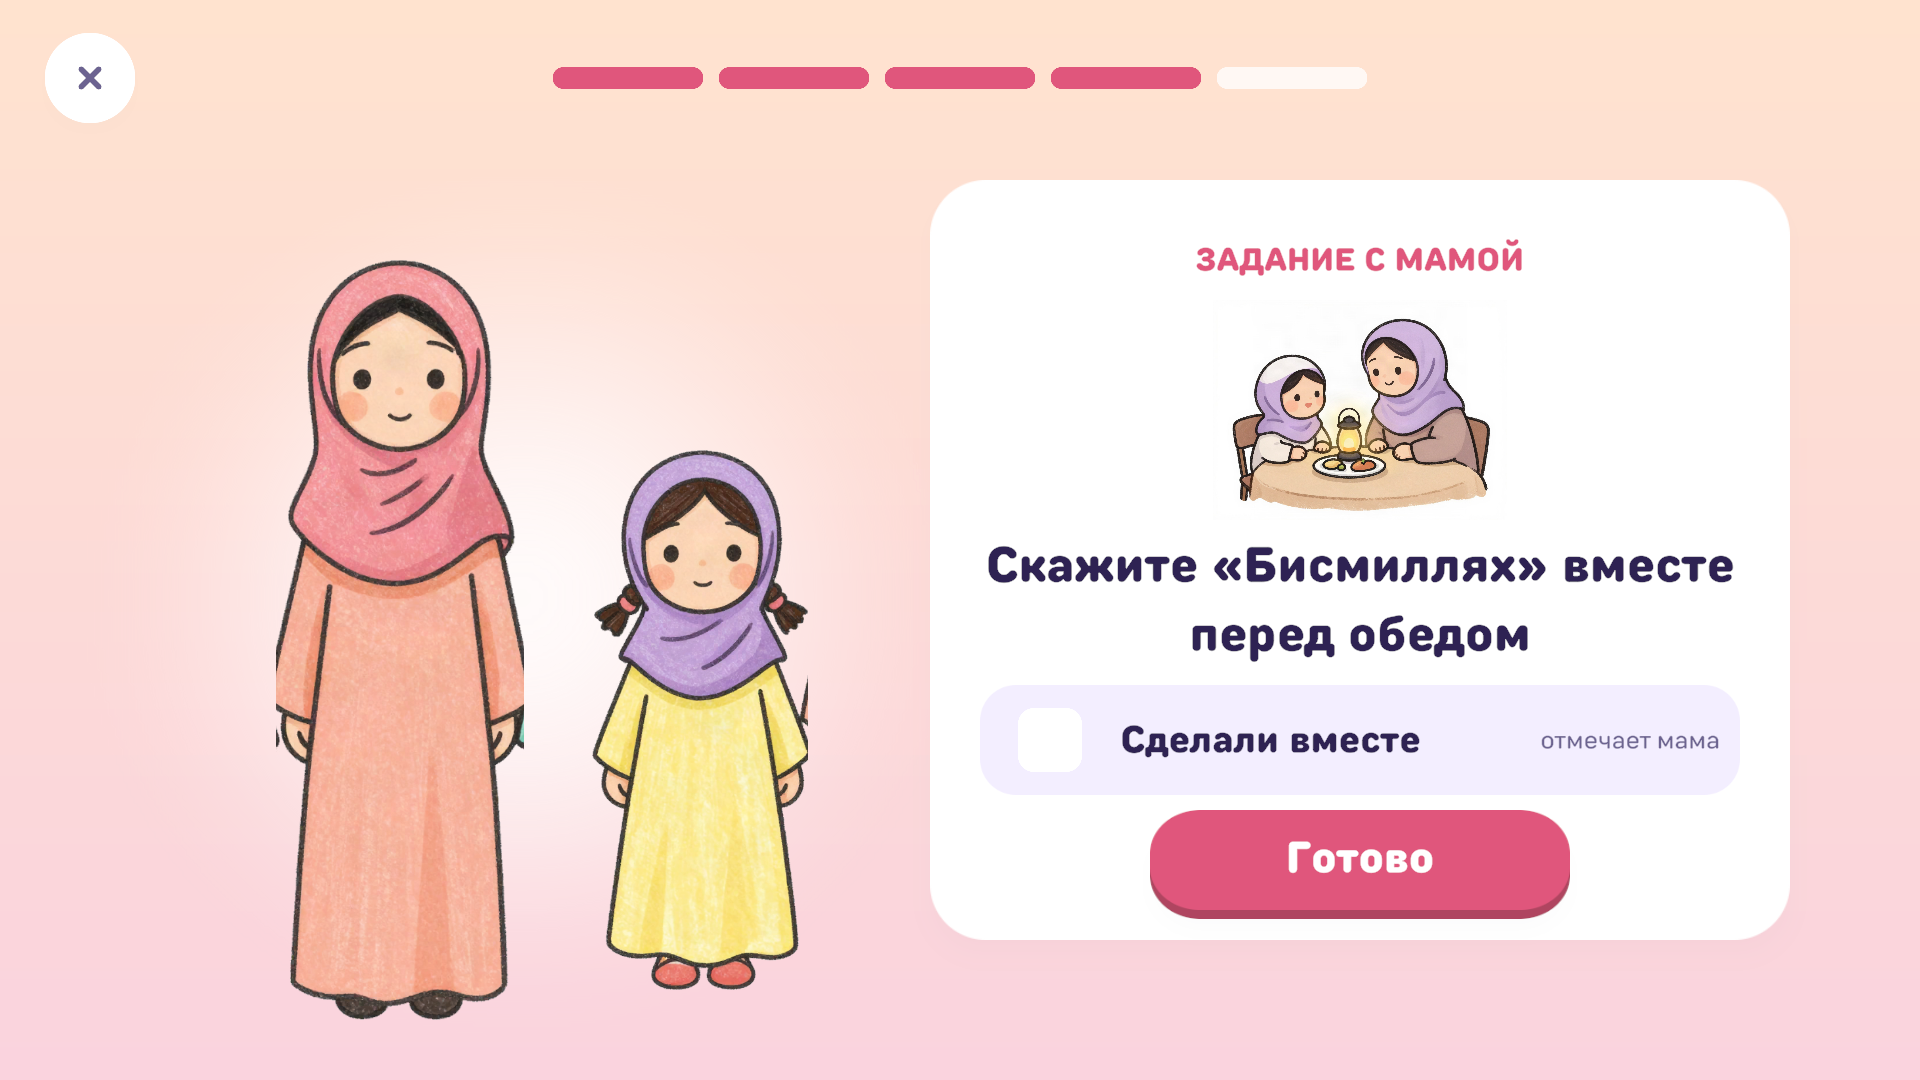 ЗАДАНИЕ С МАМОЙ
Скажите «Бисмиллях» вместе
перед обедом
Сделали вместе
отмечает мама
Готово